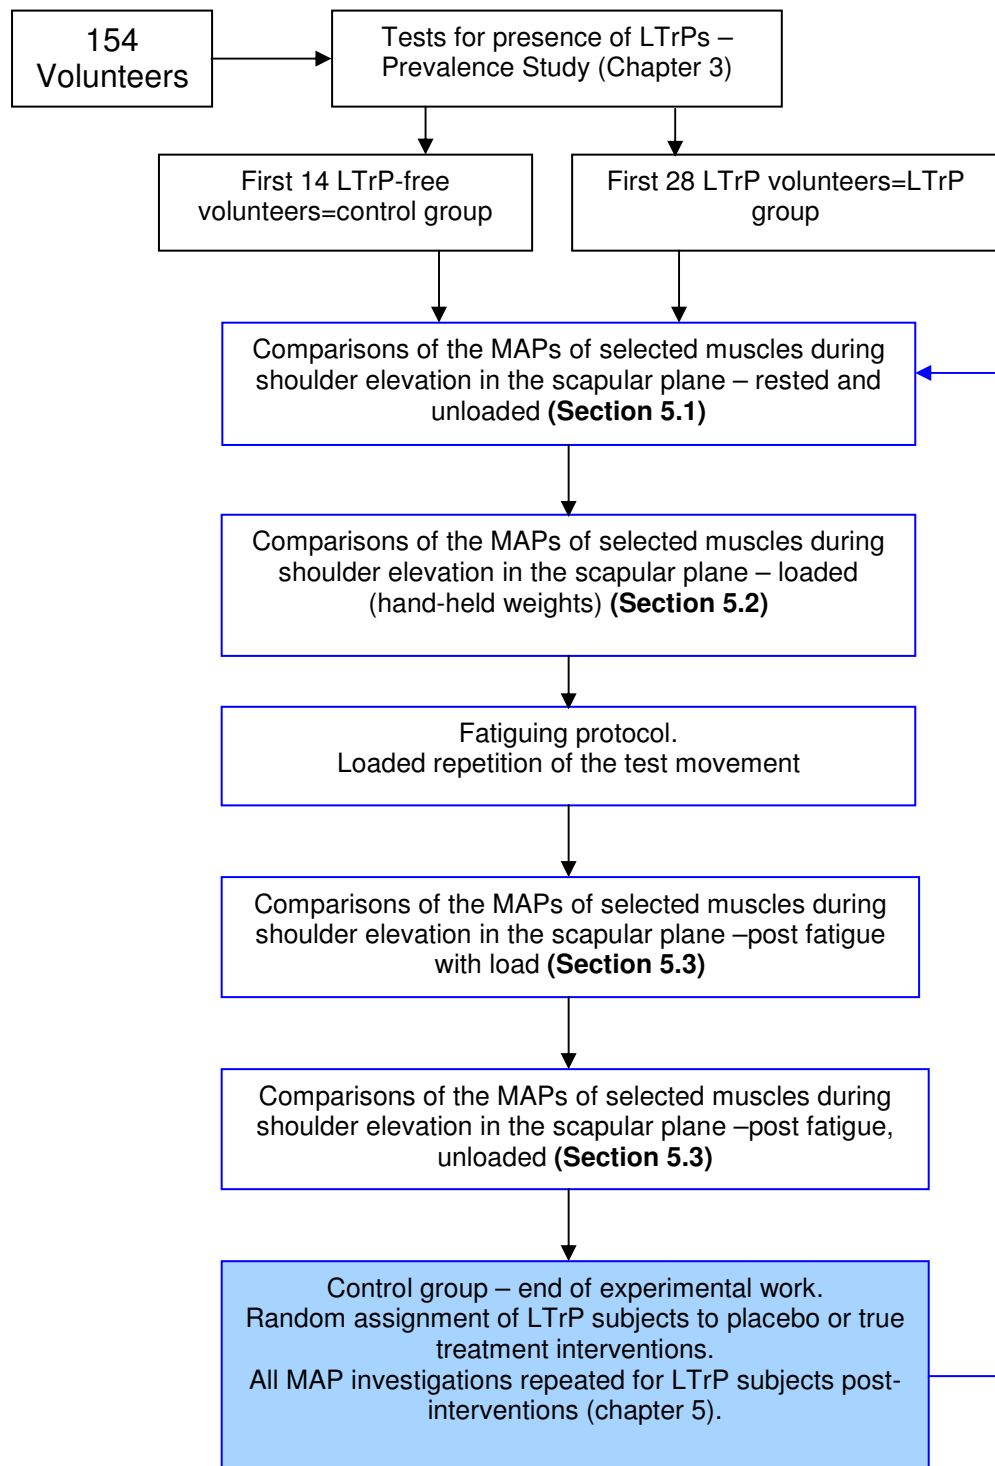 154
Volunteers
Tests for presence of LTrPs –
Prevalence Study (Chapter 3)
First 14 LTrP-free
volunteers=control group
First 28 LTrP volunteers=LTrP
group
Comparisons of the MAPs of selected muscles during
shoulder elevation in the scapular plane – rested and
unloaded (Section 5.1)
Comparisons of the MAPs of selected muscles during
shoulder elevation in the scapular plane – loaded
(hand-held weights) (Section 5.2)
Fatiguing protocol.
Loaded repetition of the test movement
Comparisons of the MAPs of selected muscles during
shoulder elevation in the scapular plane –post fatigue
with load (Section 5.3)
Comparisons of the MAPs of selected muscles during
shoulder elevation in the scapular plane –post fatigue,
unloaded (Section 5.3)
Control group – end of experimental work.
Random assignment of LTrP subjects to placebo or true
treatment interventions.
All MAP investigations repeated for LTrP subjects post-
interventions (chapter 5).